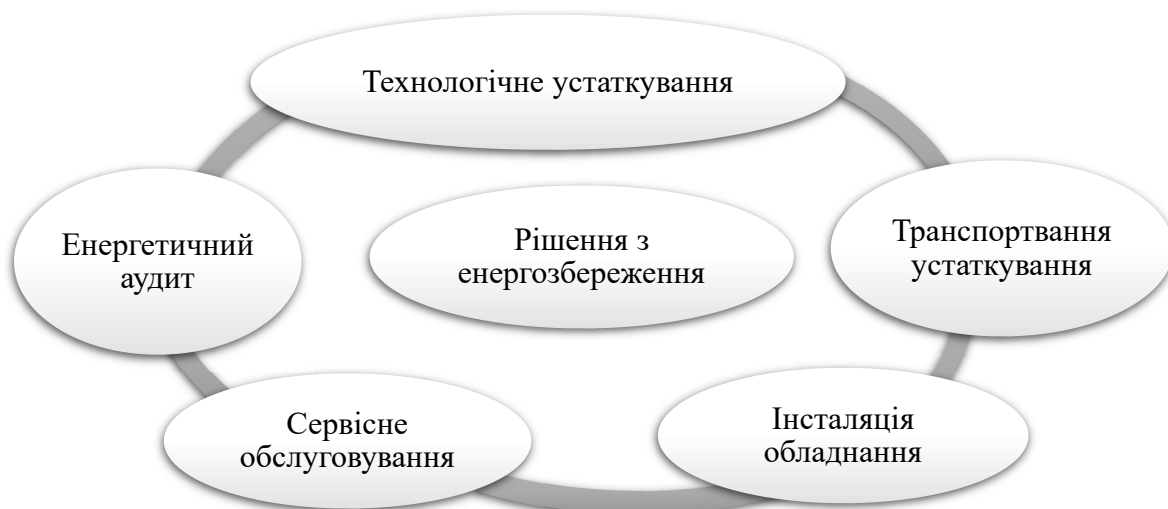 Технологічне устаткування
Енергетичний
аудит
Рішення з
енергозбереження
Транспортвання
устаткування
Сервісне
обслуговування
Інсталяція
обладнання